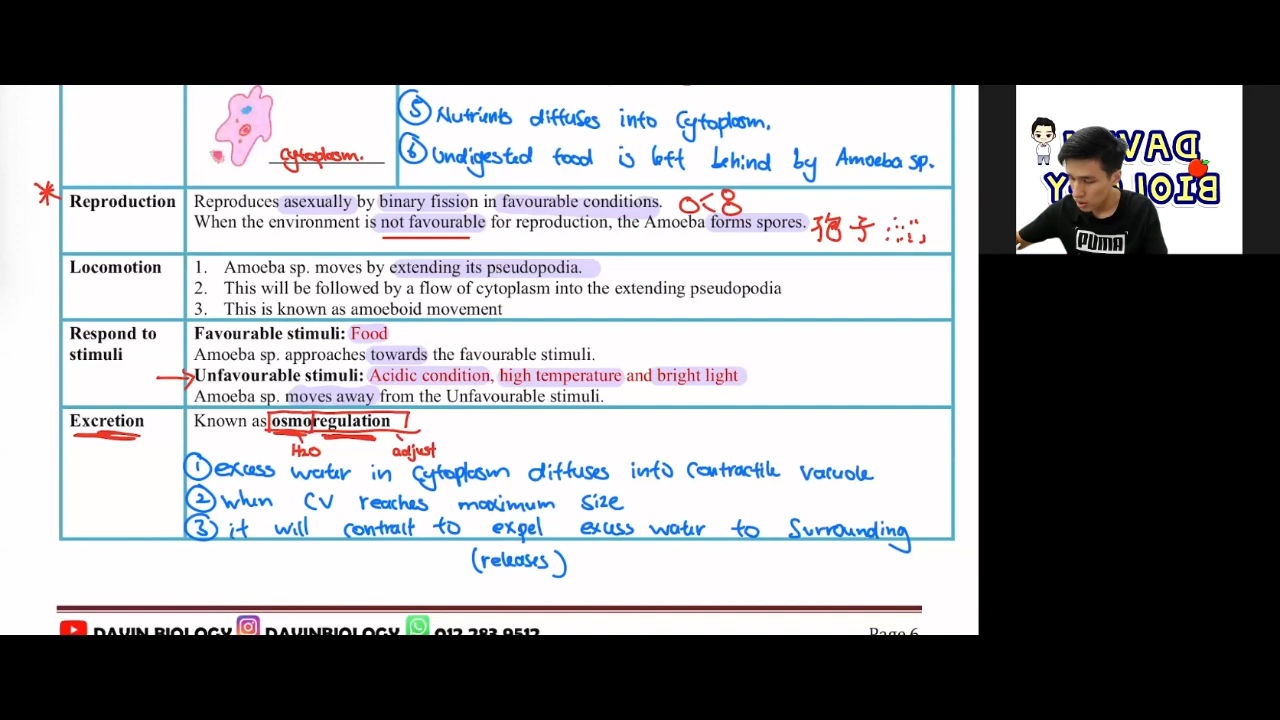 ⑤ Nutrients diffuses into Cytoplasm.
cytoplasm.
⑥ Undigested food is left behind by Amoeba sp.
* Reproduction
Reproduces asexually by binary fission in favourable conditions.
When the environment is not favourable for reproduction, the Amoeba forms spores. 孢子
Locomotion
1. Amoeba sp. moves by extending its pseudopodia.
2. This will be followed by a flow of cytoplasm into the extending pseudopodia
3. This is known as amoeboid movement
Respond to
stimuli
Favourable stimuli: Food
Amoeba sp. approaches towards the favourable stimuli.
Unfavourable stimuli: Acidic condition, high temperature and bright light
Amoeba sp. moves away from the Unfavourable stimuli.
Excretion
Known as osmoregulation
H2O adjust
① excess water in cytoplasm diffuses into contractile vacuole
② when CV reaches maximum size
③ it will contract to expel excess water to surrounding
(releases)
DAVIN BIOLOGY DAVINBIOLOGY 012 283 9512
Page 6
PUMA